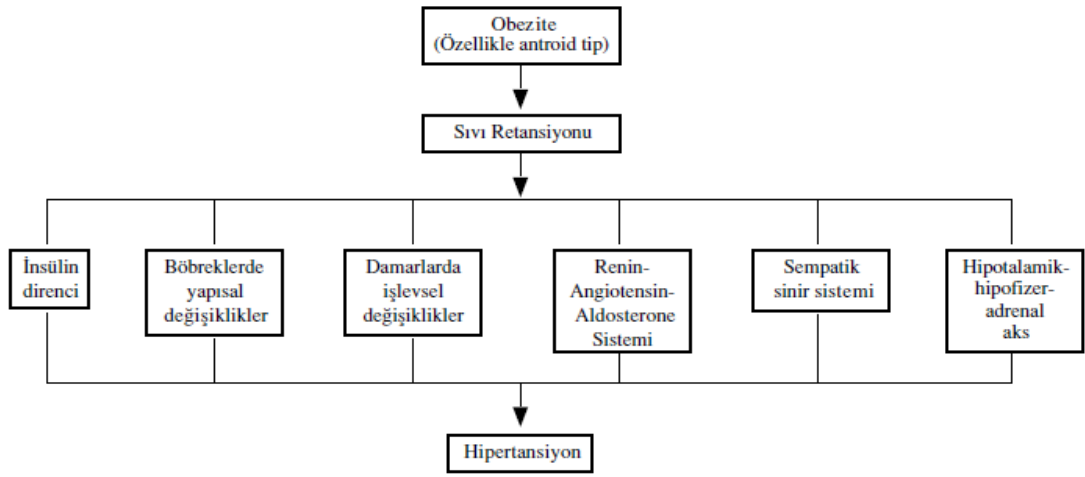 Obezite
(Özellikle antroid tip)
Sıvı Retansiyonu
İnsülin
direnci
Böbreklerde
yapısal
değişiklikler
Damarlarda
işlevsel
değişiklikler
Renin-
Angiotensin-
Aldosterone
Sistemi
Sempatik
sinir sistemi
Hipotalamik-
hipofizer-
adrenal
aks
Hipertansiyon